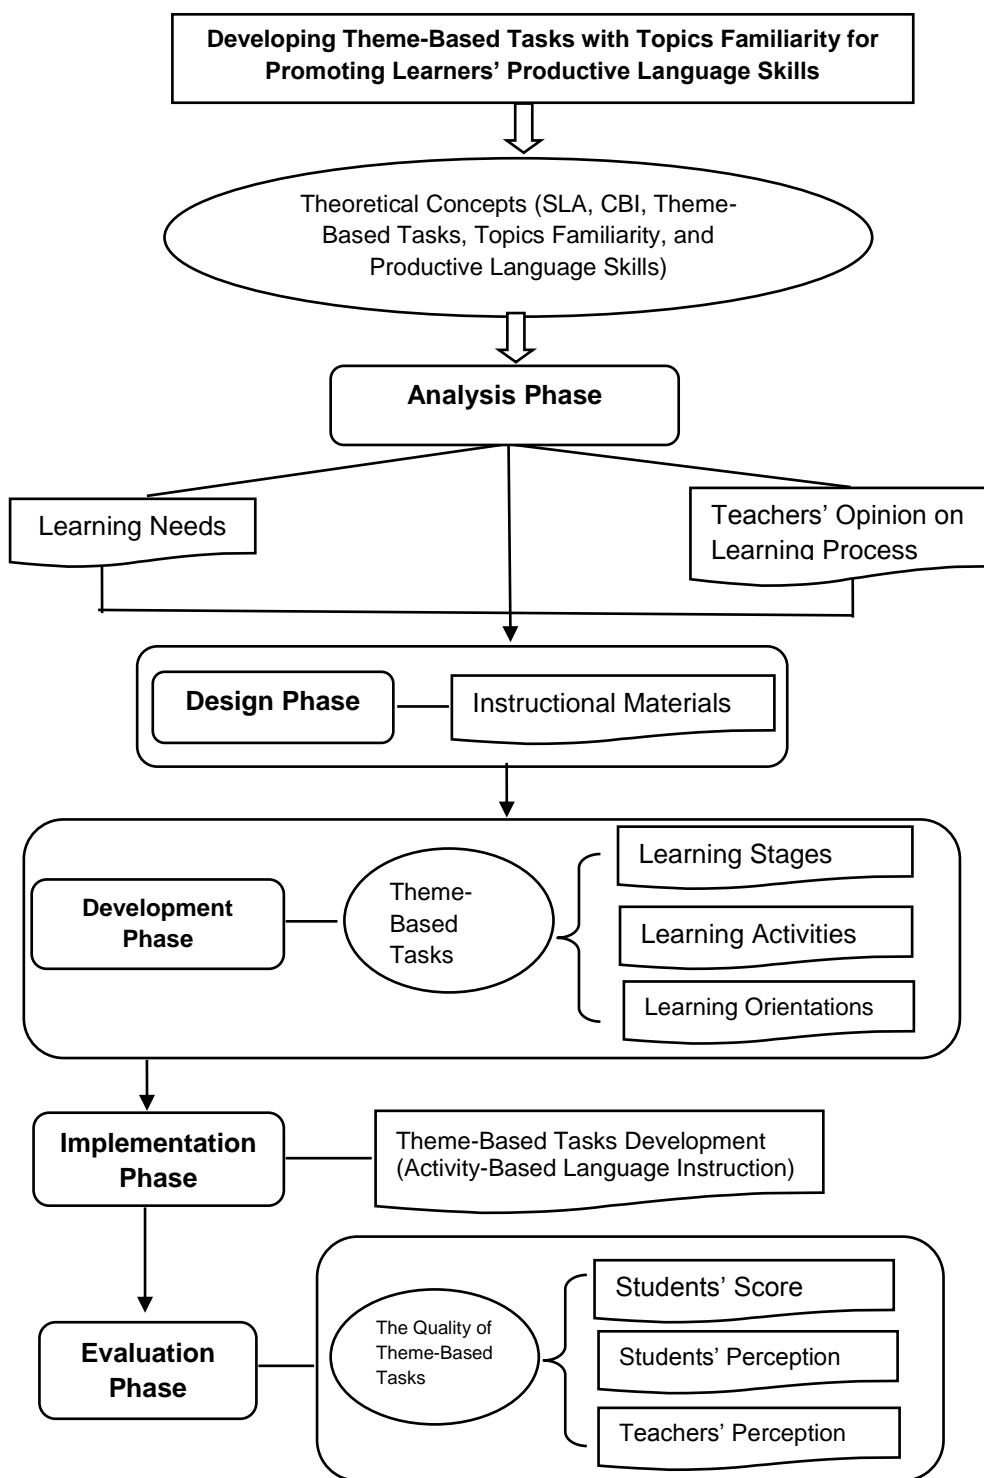 Developing Theme-Based Tasks with Topics Familiarity for
Promoting Learners’ Productive Language Skills
Theoretical Concepts (SLA, CBI, Theme-
Based Tasks, Topics Familiarity, and
Productive Language Skills)
Analysis Phase
Learning Needs
Teachers’ Opinion on
Learning Process
Design Phase
Instructional Materials
Development
Phase
Theme-
Based
Tasks
Learning Stages
Learning Activities
Learning Orientations
Implementation
Phase
Theme-Based Tasks Development
(Activity-Based Language Instruction)
Evaluation
Phase
The Quality of
Theme-Based
Tasks
Students’ Score
Students’ Perception
Teachers’ Perception